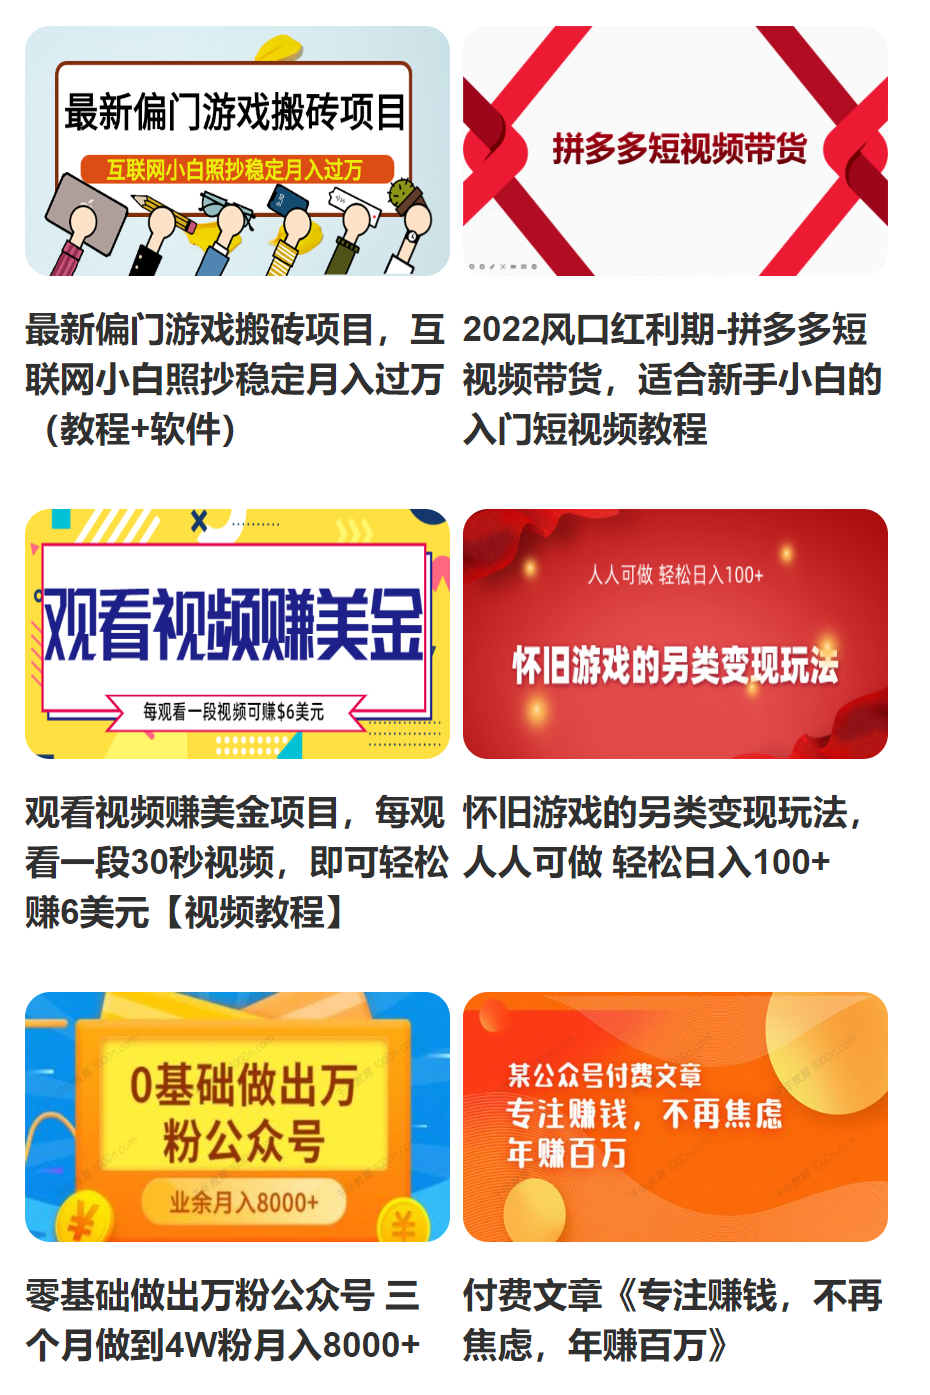 最新偏门游戏搬砖项目
互联网小白照抄稳定月入过万
最新偏门游戏搬砖项目，互
联网小白照抄稳定月入过万
（教程+软件）
拼多多短视频带货
2022风口红利期-拼多多短
视频带货，适合新手小白的
入门短视频教程
观看视频赚美金
每观看一段视频可赚$6美元
观看视频赚美金项目，每观
看一段30秒视频，即可轻松
赚6美元【视频教程】
人人可做 轻松日入100+
怀旧游戏的另类变现玩法
怀旧游戏的另类变现玩法，
人人可做 轻松日入100+
0基础做出万
粉公众号
业余月入8000+
零基础做出万粉公众号 三
个月做到4W粉月入8000+
某公众号付费文章
专注赚钱，不再焦虑
年赚百万
付费文章《专注赚钱，不再
焦虑，年赚百万》